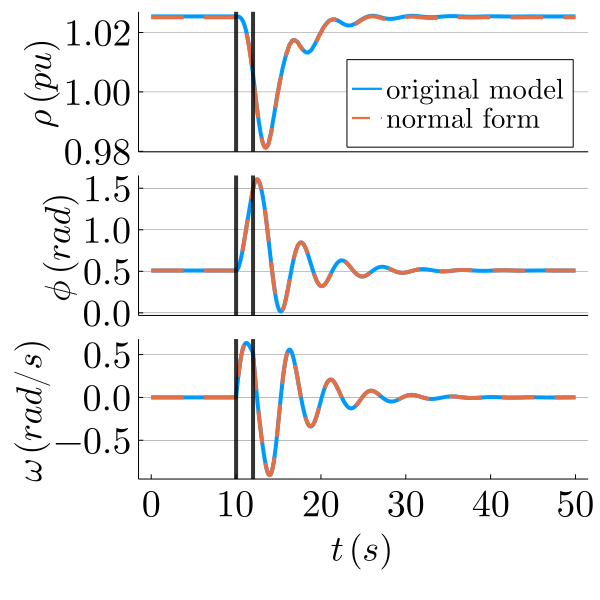 ρ (pu)
1.02
1.00
0.98
original model
normal form
ϕ (rad)
1.5
1.0
0.5
0.0
ω (rad/s)
0.5
0.0
−0.5
0 10 20 30 40 50
t (s)